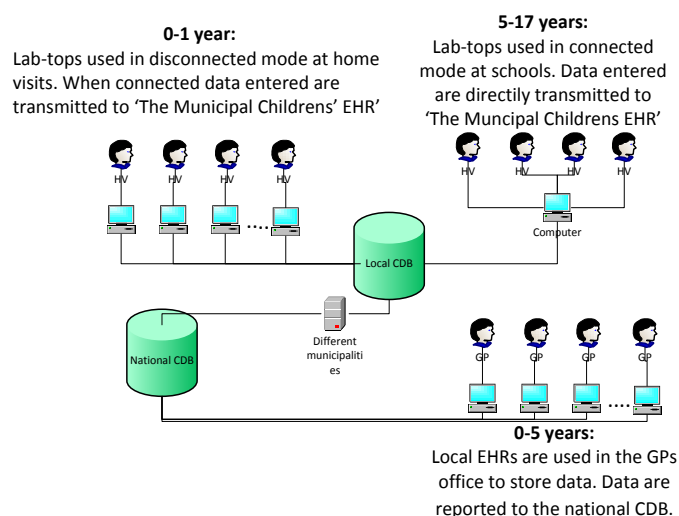 0-1 year:
Lab-tops used in disconnected mode at home
visits. When connected data entered are
transmitted to ‘The Municipal Childrens’ EHR’
5-17 years:
Lab-tops used in connected
mode at schools. Data entered
are directily transmitted to
‘The Muncipal Childrens EHR’
HV
HV
HV
HV
HV
HV
HV
HV
....
Computer
Local CDB
National CDB
Different
municipaliti
es
GP
GP
GP
GP
....
0-5 years:
Local EHRs are used in the GPs
office to store data. Data are
reported to the national CDB.